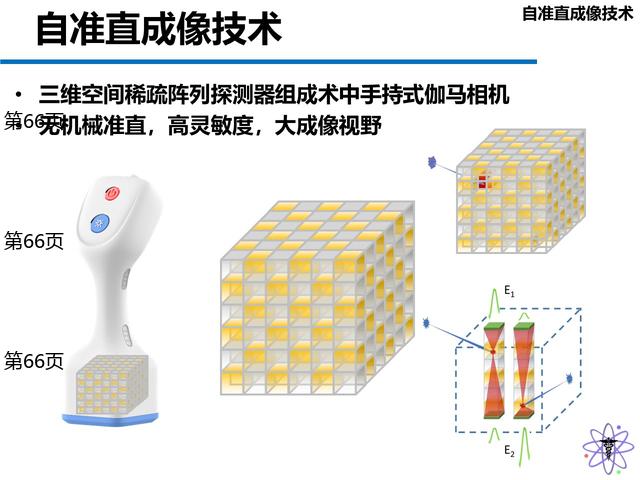 自准直成像技术
自准直成像技术
• 三维空间稀疏阵列探测器组成术中手持式伽马相机
第66页
无机械准直，高灵敏度，大成像视野
第66页
E1
第66页
E2